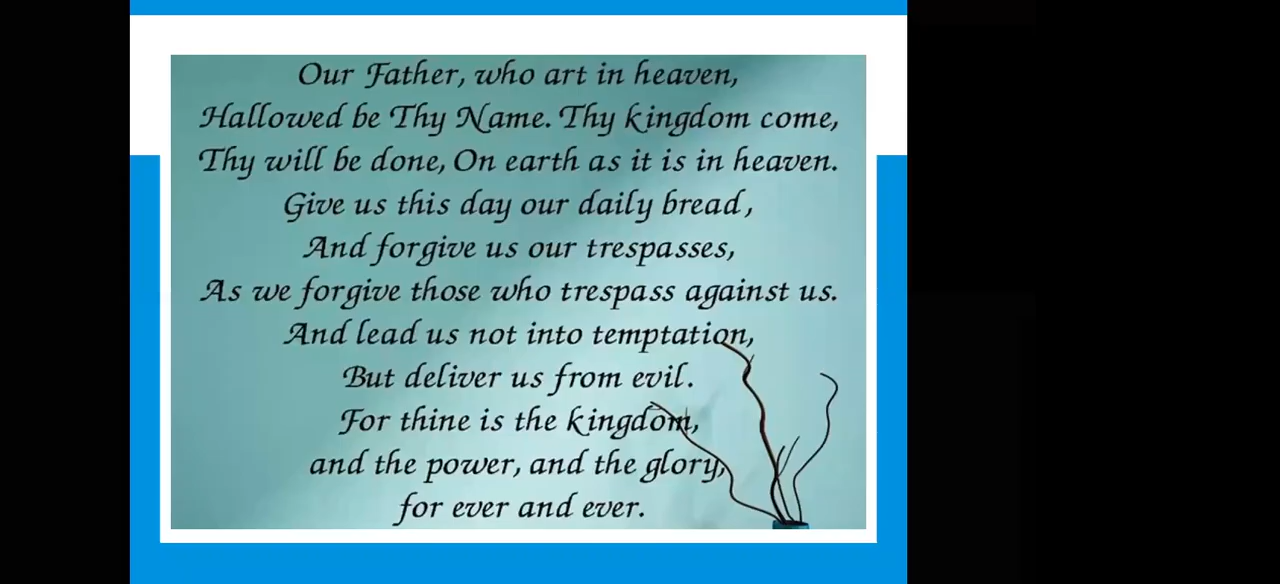 Our Father, who art in heaven,
Hallowed be Thy Name. Thy kingdom come,
Thy will be done, On earth as it is in heaven.
Give us this day our daily bread,
And forgive us our trespasses,
As we forgive those who trespass against us.
And lead us not into temptation,
But deliver us from evil.
For thine is the kingdom,
and the power, and the glory,
for ever and ever.